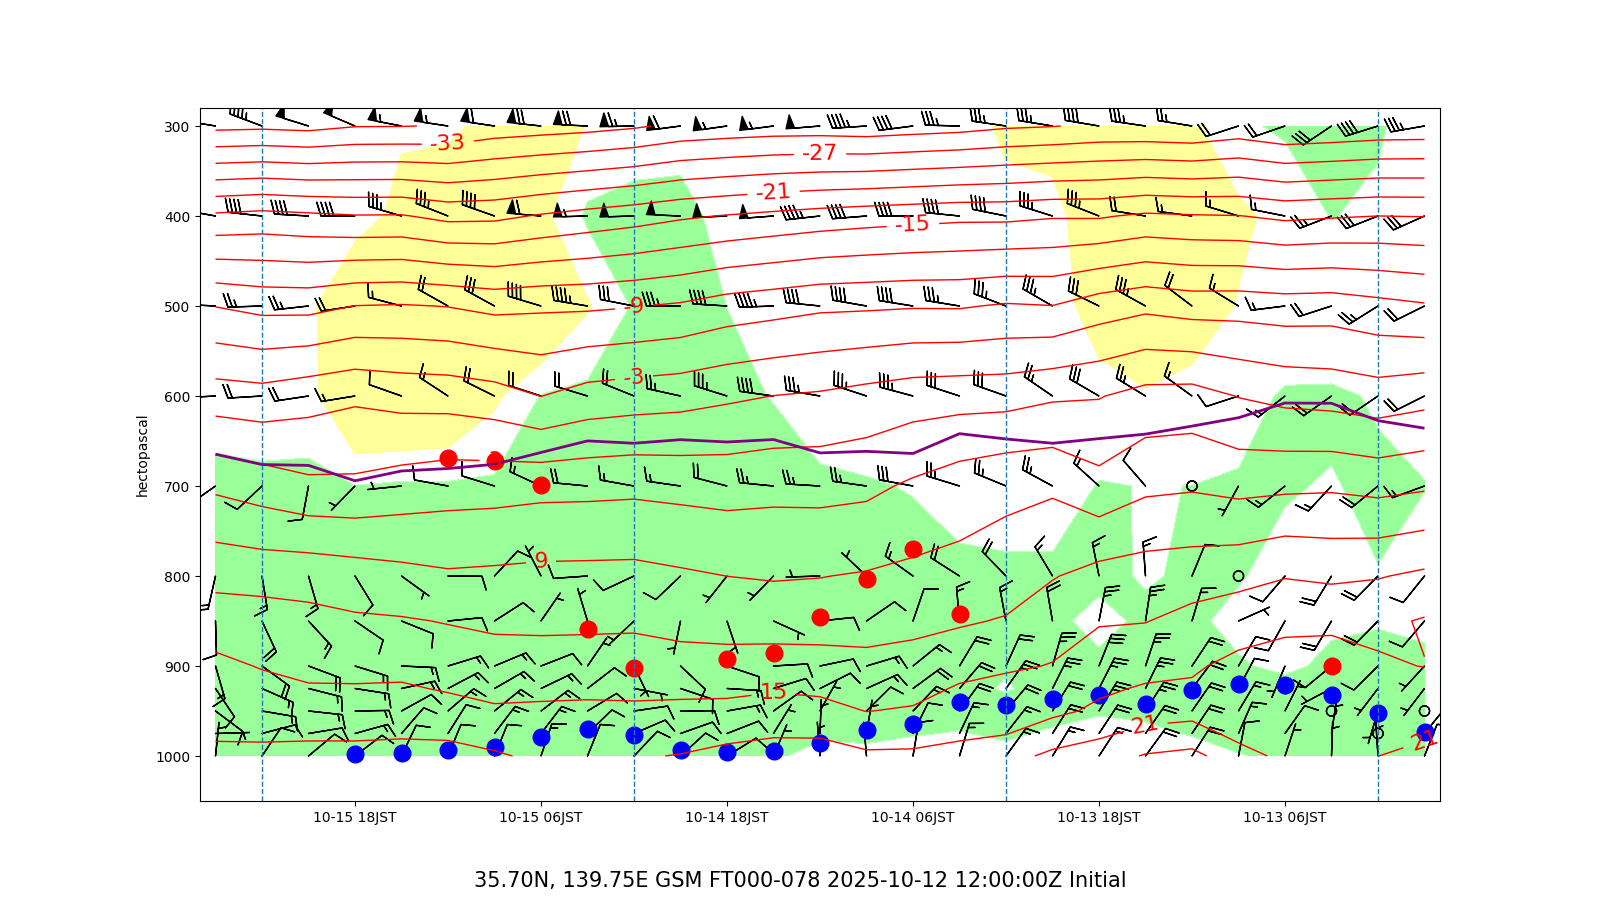 300
400
500
600
700
800
900
1000
hectopascal
-33
-27
-21
-15
-9
-3
9
15
21
21
10-15 18JST
10-15 06JST
10-14 18JST
10-14 06JST
10-13 18JST
10-13 06JST
35.70N, 139.75E GSM FT000-078 2025-10-12 12:00:00Z Initial